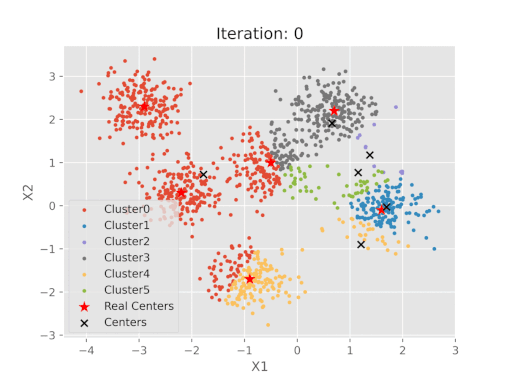 Iteration: 0
3
2
1
0
−1
−2
−3
X2
Cluster0
Cluster1
Cluster2
Cluster3
Cluster4
Cluster5
Real Centers
Centers
−4 −3 −2 −1 0 1 2 3
X1